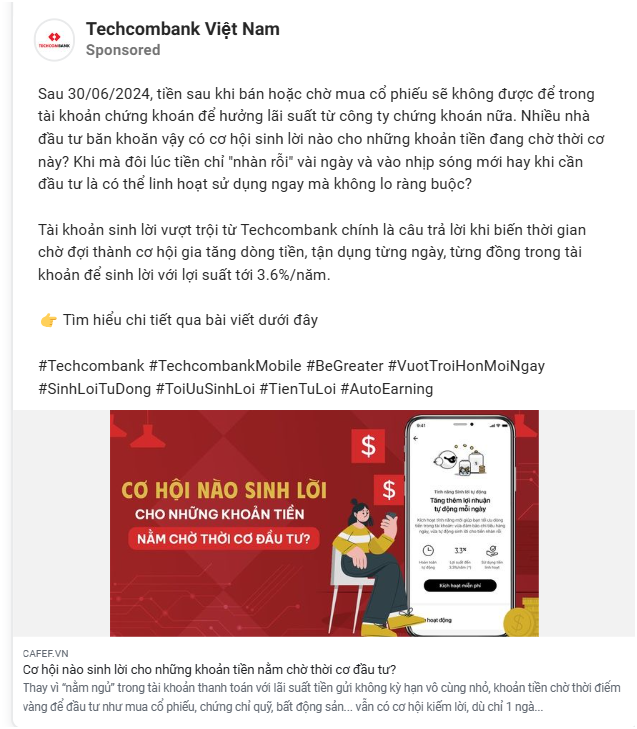 Techcombank Việt Nam
TECHCOMBANK
Sponsored
Sau 30/06/2024, tiền sau khi bán hoặc chờ mua cổ phiếu sẽ không được để trong
tài khoản chứng khoán để hưởng lãi suất từ công ty chứng khoán nữa. Nhiều nhà
đầu tư băn khoăn vậy có cơ hội sinh lời nào cho những khoản tiền đang chờ thời cơ
này? Khi mà đôi lúc tiền chỉ "nhàn rỗi" vài ngày và vào nhịp sóng mới hay khi cần
đầu tư là có thể linh hoạt sử dụng ngay mà không lo ràng buộc?
Tài khoản sinh lời vượt trội từ Techcombank chính là câu trả lời khi biến thời gian
chờ đợi thành cơ hội gia tăng dòng tiền, tận dụng từng ngày, từng đồng trong tài
khoản để sinh lời với lợi suất tới 3.6%/năm.
👉 Tìm hiểu chi tiết qua bài viết dưới đây
#Techcombank #TechcombankMobile #BeGreater #VuotTroiHonMoiNgay
#SinhLoiTuDong #ToiUuSinhLoi #TienTuLoi #AutoEarning
CƠ HỘI NÀO SINH LỜI
CHO NHỮNG KHOẢN TIỀN
NẰM CHỜ THỜI CƠ ĐẦU TƯ?
$
$
9:41
Tính năng Sinh lời tự động
Tăng thêm lợi nhuận
tự động mỗi ngày
3.3%
Kích hoạt miễn phí
hoạt động
$
CAFEF.VN
Cơ hội nào sinh lời cho những khoản tiền nằm chờ thời cơ đầu tư?
Thay vì "nằm ngủ" trong tài khoản thanh toán với lãi suất tiền gửi không kỳ hạn vô cùng nhỏ, khoản tiền chờ thời điểm
vàng để đầu tư như mua cổ phiếu, chứng chỉ quỹ, bất động sản... vẫn có cơ hội kiếm lời, dù chỉ 1 ngà...